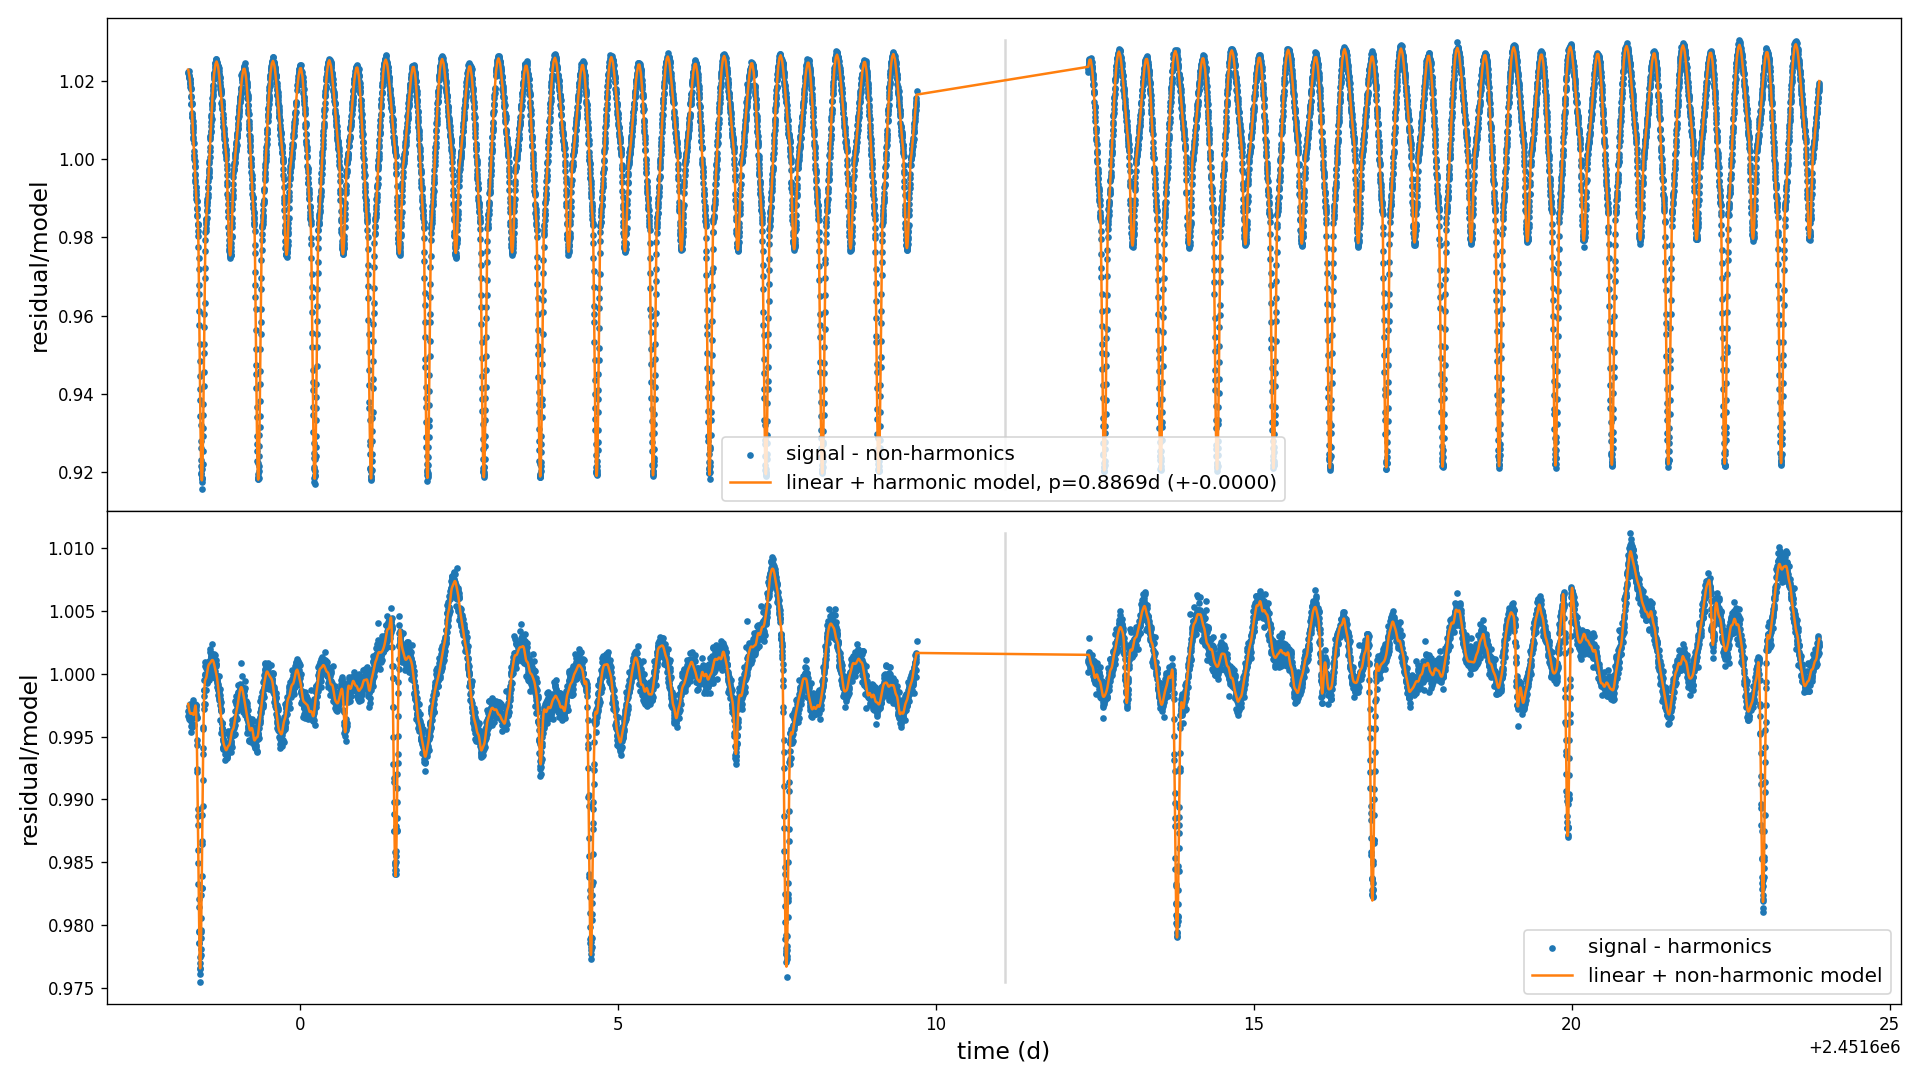 1.02
1.00
0.98
0.96
0.94
0.92
residual/model
signal - non-harmonics
linear + harmonic model, p=0.8869d (+-0.0000)
1.010
1.005
1.000
0.995
0.990
0.985
0.980
0.975
residual/model
signal - harmonics
linear + non-harmonic model
0 5 10 15 20 25
time (d)
+2.4516e6